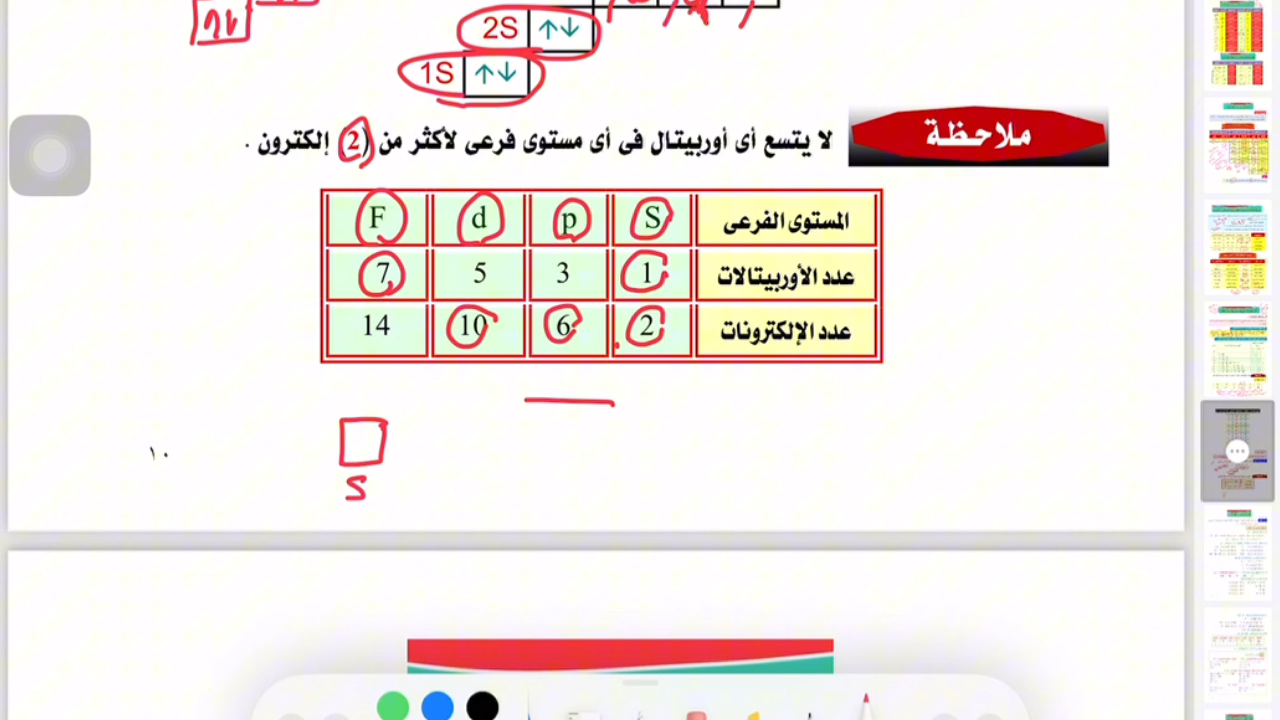 2S ↑↓
1S ↑↓
ملاحظة
لا يتسع أى أوربيتال فى أى مستوى فرعى لأكثر من (2) إلكترون .
المستوى الفرعى S p d F
عدد الأوربيتالات 1 3 5 7
عدد الإلكترونات 2 6 10 14
S
١٠